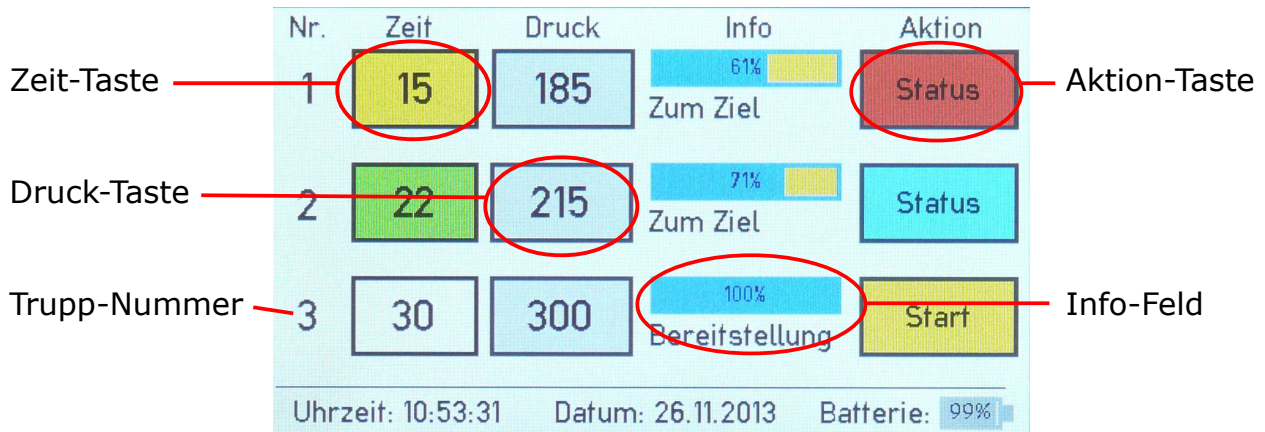 Nr. Zeit Druck Info Aktion
Zeit-Taste 1 15 185 61% Zum Ziel Status Aktion-Taste
Druck-Taste 2 22 215 71% Zum Ziel Status
Trupp-Nummer 3 30 300 100% Bereitstellung Start Info-Feld
Uhrzeit: 10:53:31 Datum: 26.11.2013 Batterie: 99%